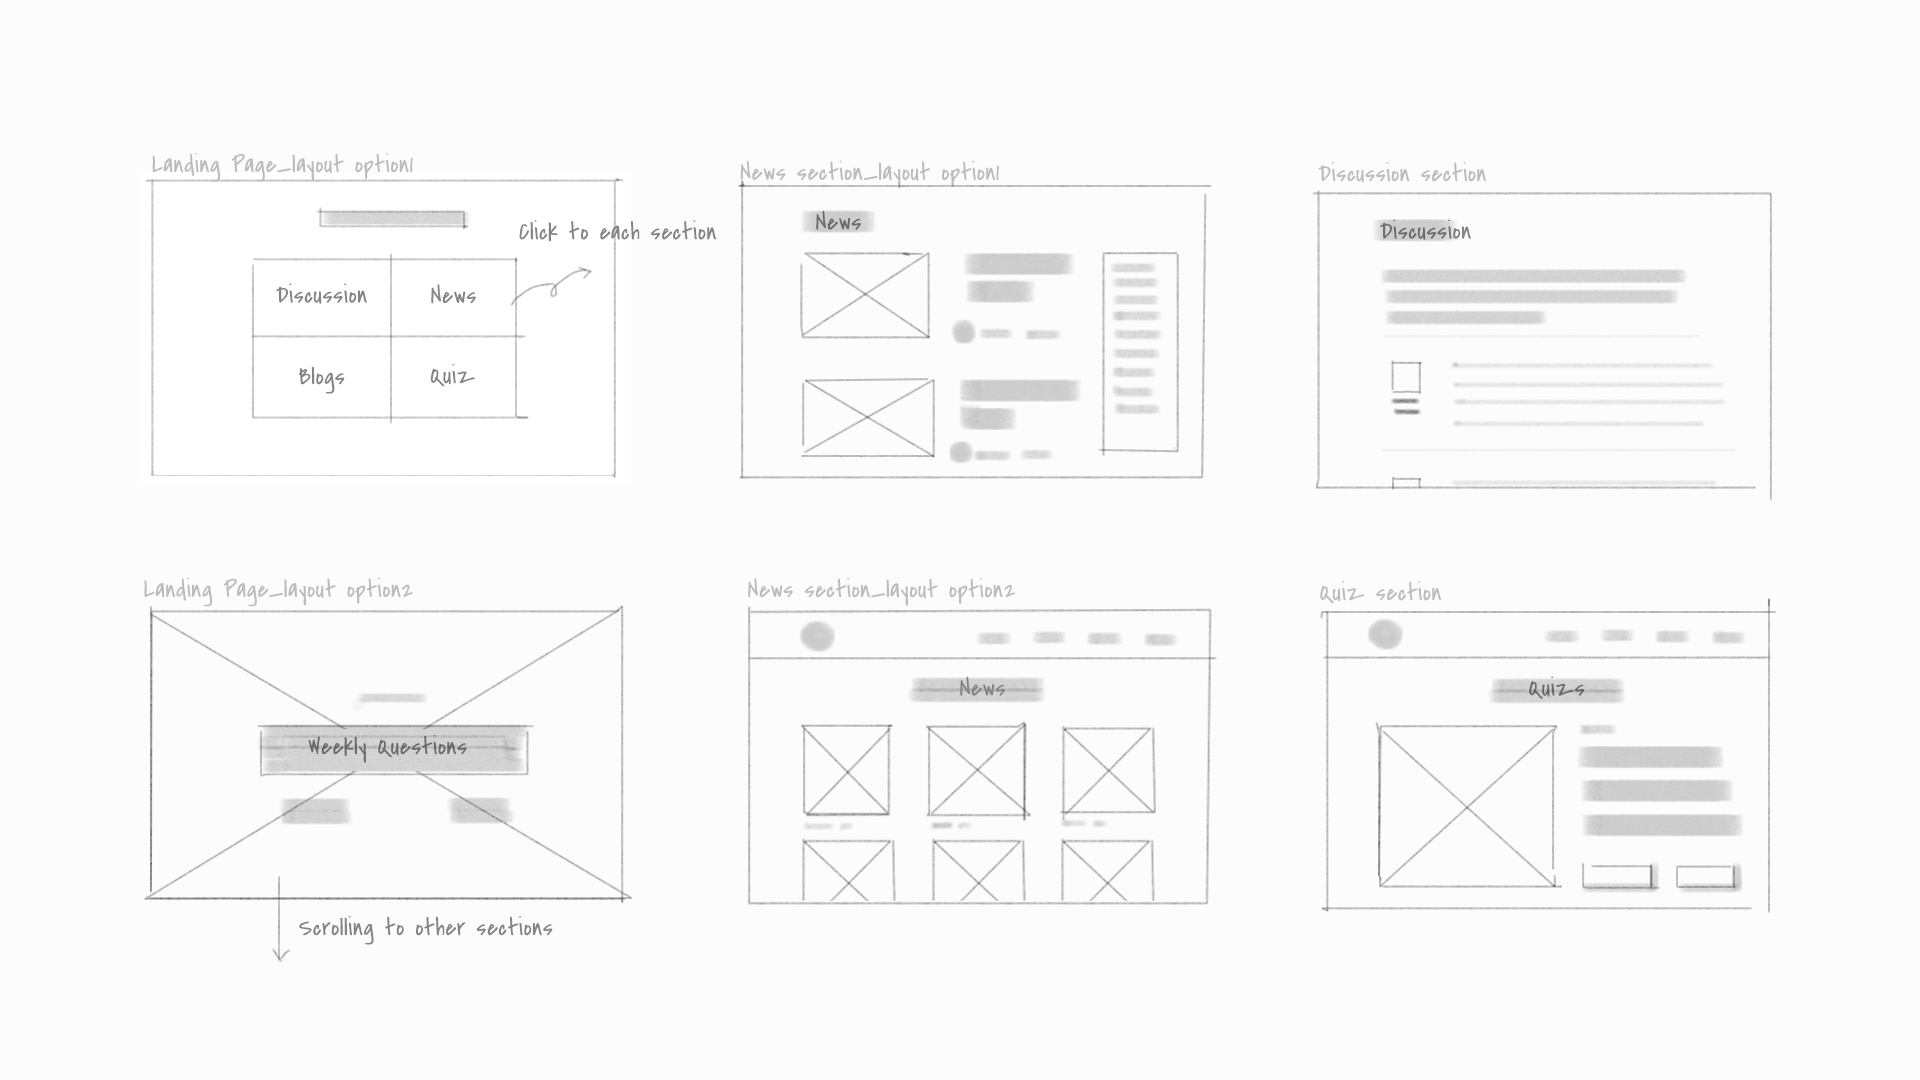 Landing Page_layout option1
Click to each section
Discussion
News
Blogs
Quiz
News section_layout option1
News
Discussion section
Discussion
Landing Page_layout option2
Weekly Questions
Scrolling to other sections
News section_layout option2
News
Quiz section
Quizs